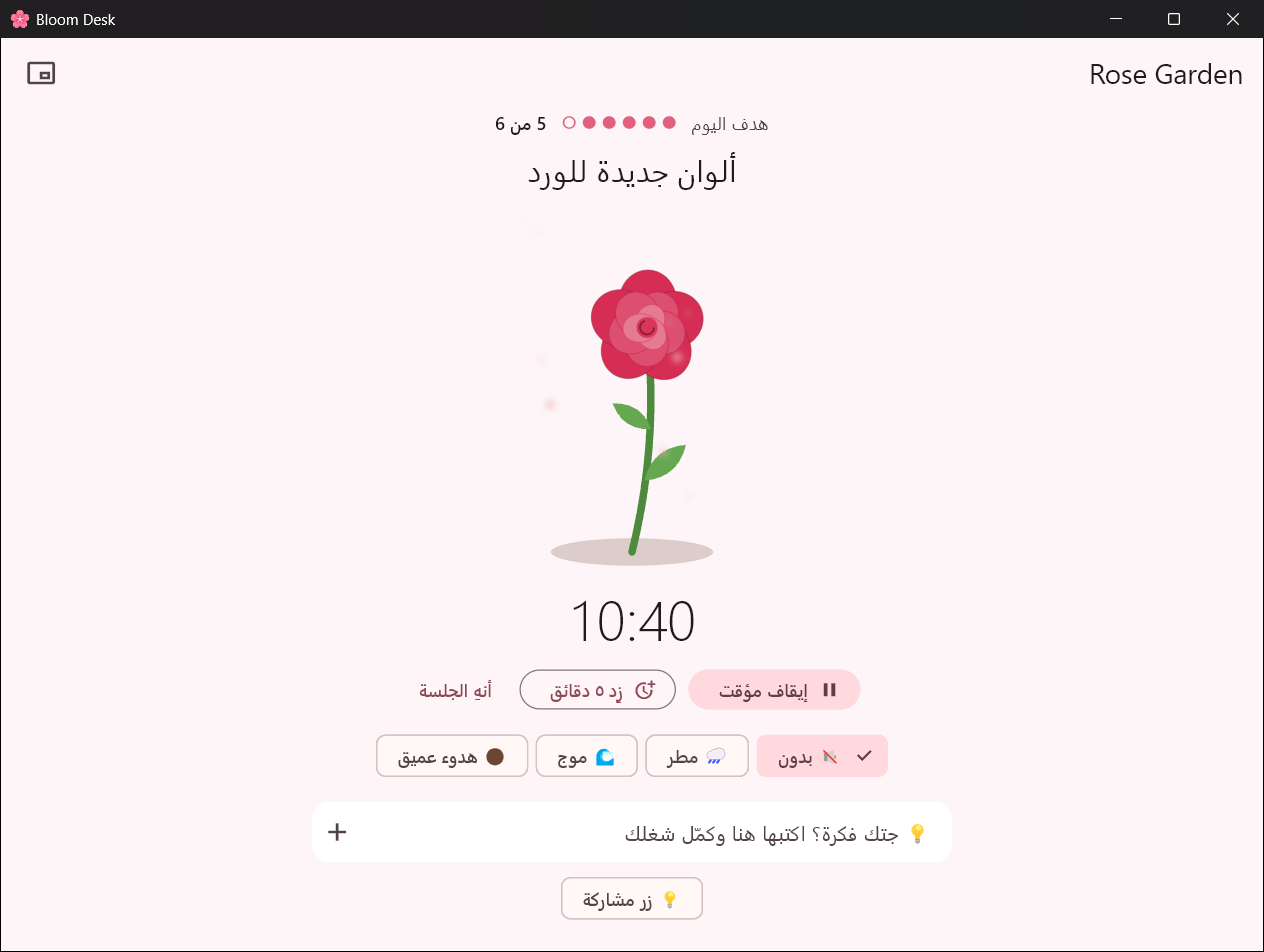 Bloom Desk
Rose Garden
هدف اليوم 5 من 6
ألوان جديدة للورد
10:40
إيقاف مؤقت
زِد ٥ دقائق
أنهِ الجلسة
بدون
مطر
موج
هدوء عميق
جتك فكرة؟ اكتبها هنا وكمّل شغلك
زر مشاركة